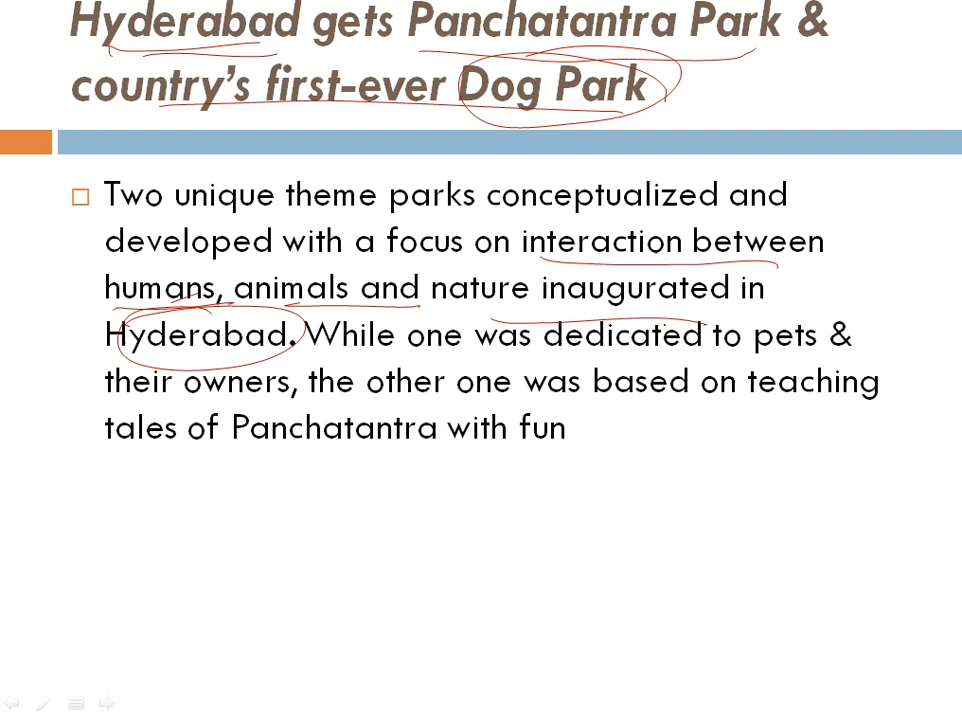 Hyderabad gets Panchatantra Park &
country's first-ever Dog Park
Two unique theme parks conceptualized and
developed with a focus on interaction between
humans, animals and nature inaugurated in
Hyderabad. While one was dedicated to pets &
their owners, the other one was based on teaching
tales of Panchatantra with fun